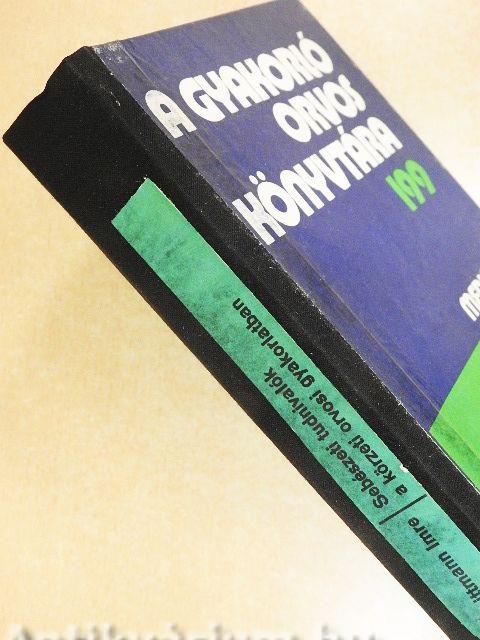 A GYAKORLÓ
ORVOS
KÖNYVTÁRA
199
Imre
Sebészeti tudnivalók
a körzeti orvosi gyakorlatban